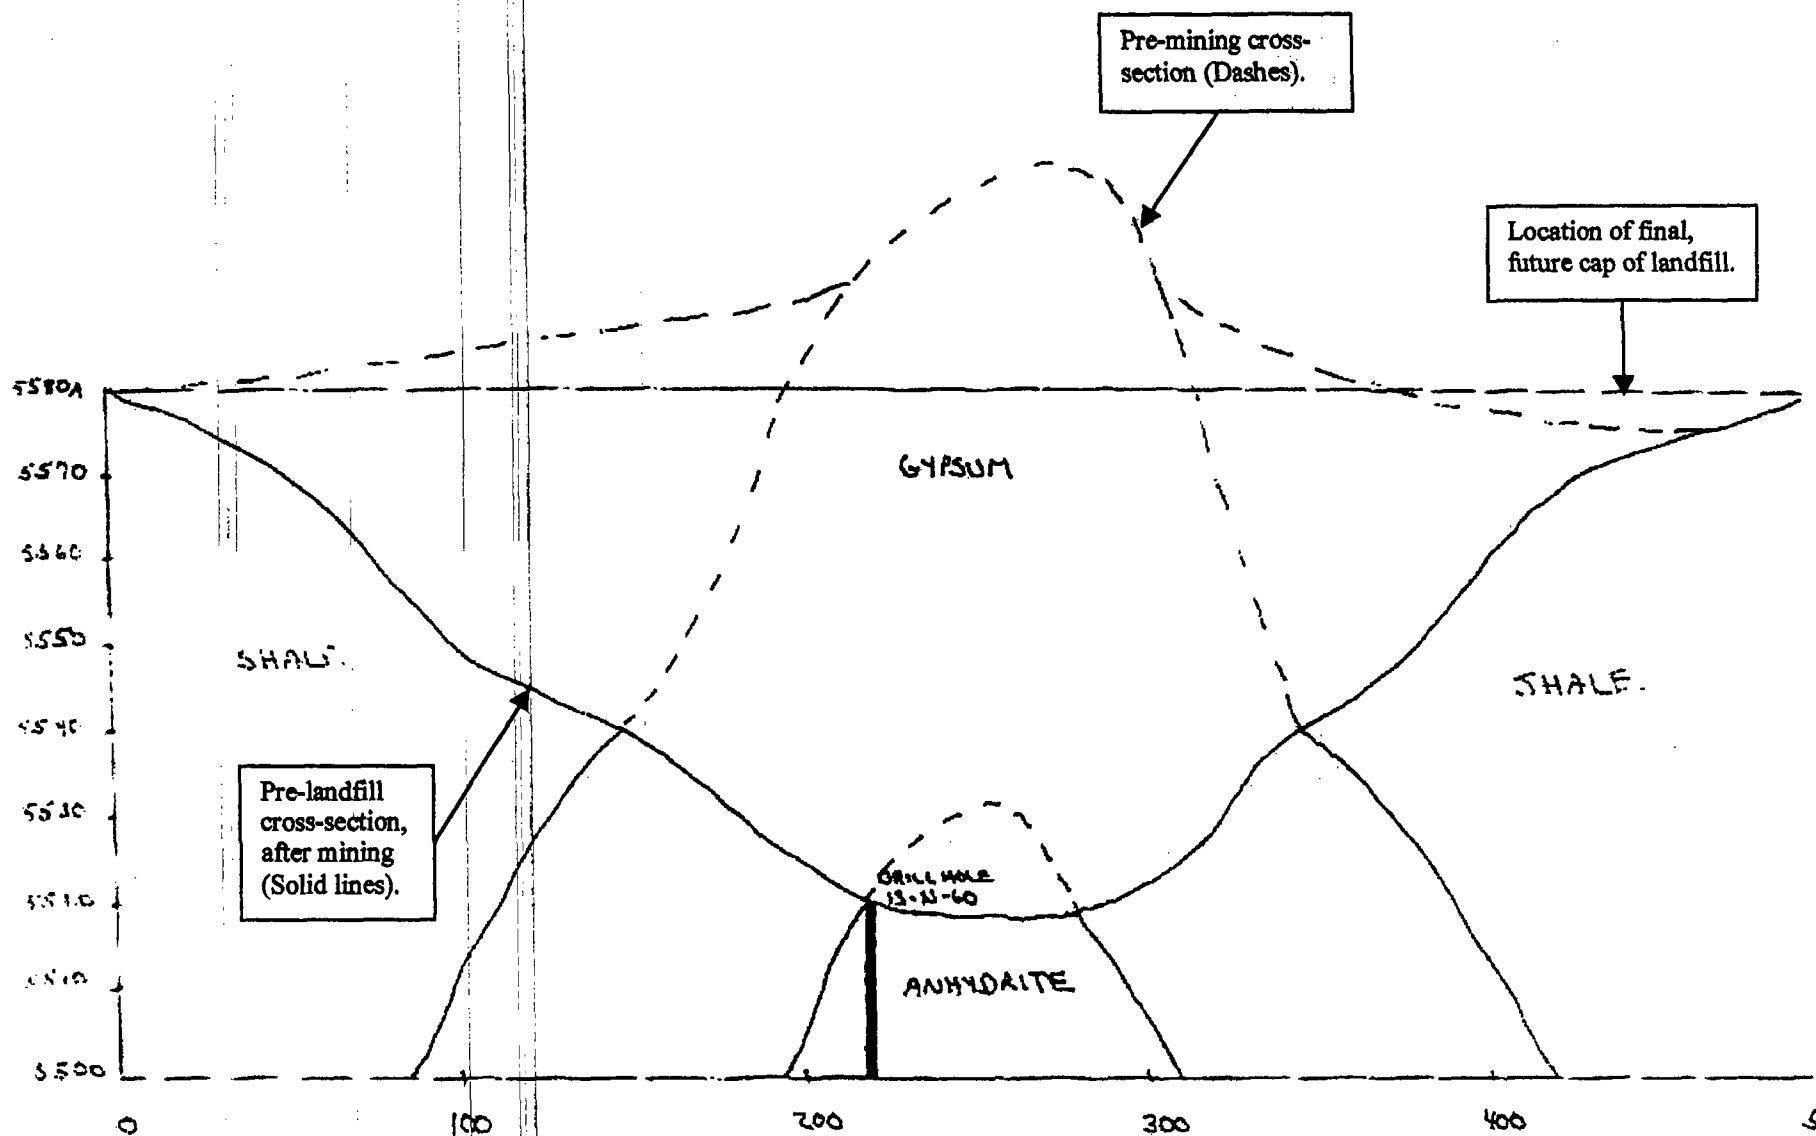 Pre-mining cross-
section (Dashes).
Location of final,
future cap of landfill.
5580
GYPSUM
5570
5560
5550
SHALE.
SHALE.
5540
Pre-landfill
cross-section,
after mining
(Solid lines).
5530
DRILL HOLE
5520
5510
ANHYDRITE
5500
0
100
200
300
400